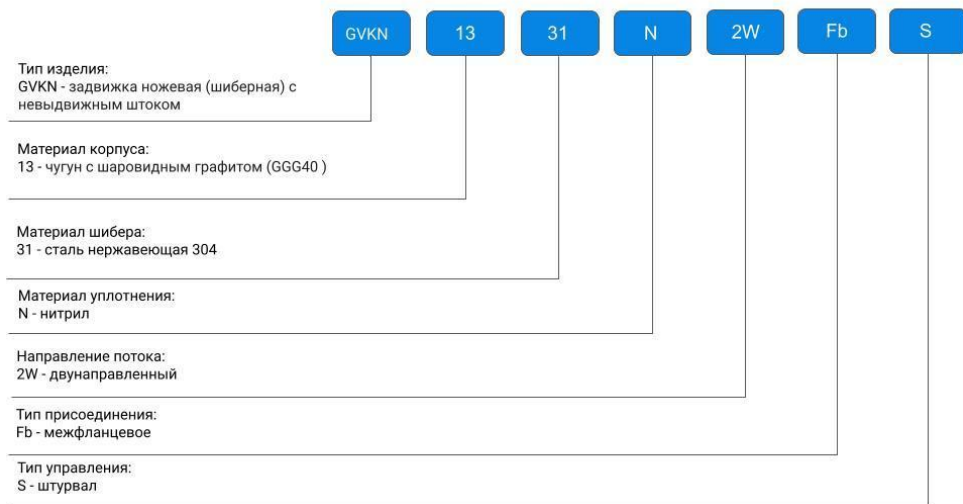 GVKN 13 31 N 2W Fb S
Тип изделия:
GVKN - задвижка ножевая (шиберная) с
невыдвижным штоком
Материал корпуса:
13 - чугун с шаровидным графитом (GGG40 )
Материал шибера:
31 - сталь нержавеющая 304
Материал уплотнения:
N - нитрил
Направление потока:
2W - двунаправленный
Тип присоединения:
Fb - межфланцевое
Тип управления:
S - штурвал